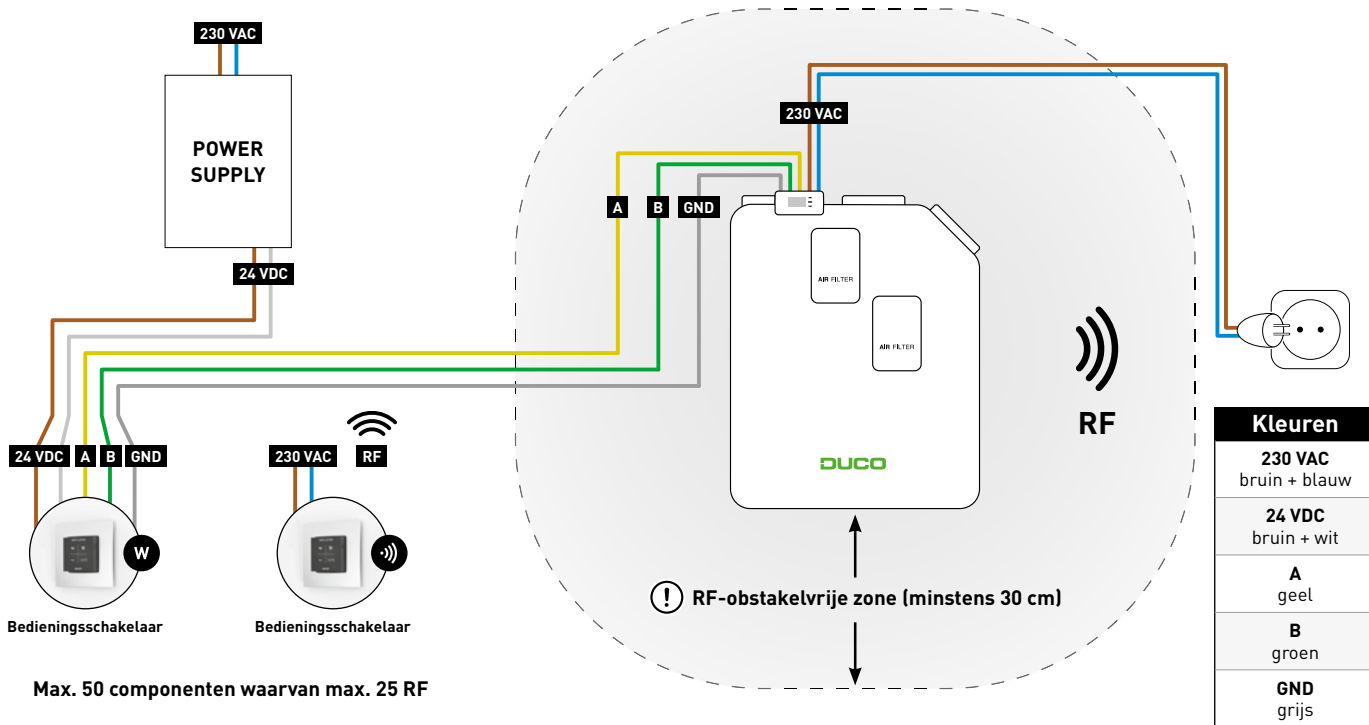 230 VAC
POWER
SUPPLY
24 VDC
24 VDC
A
B
GND
Bedieningsschakelaar
W
230 VAC
RF
Bedieningsschakelaar
Max. 50 componenten waarvan max. 25 RF
230 VAC
A
B
GND
AIR FILTER
AIR FILTER
DUCO
RF
! RF-obstakelvrije zone (minstens 30 cm)
Kleuren
230 VAC
bruin + blauw
24 VDC
bruin + wit
A
geel
B
groen
GND
grijs